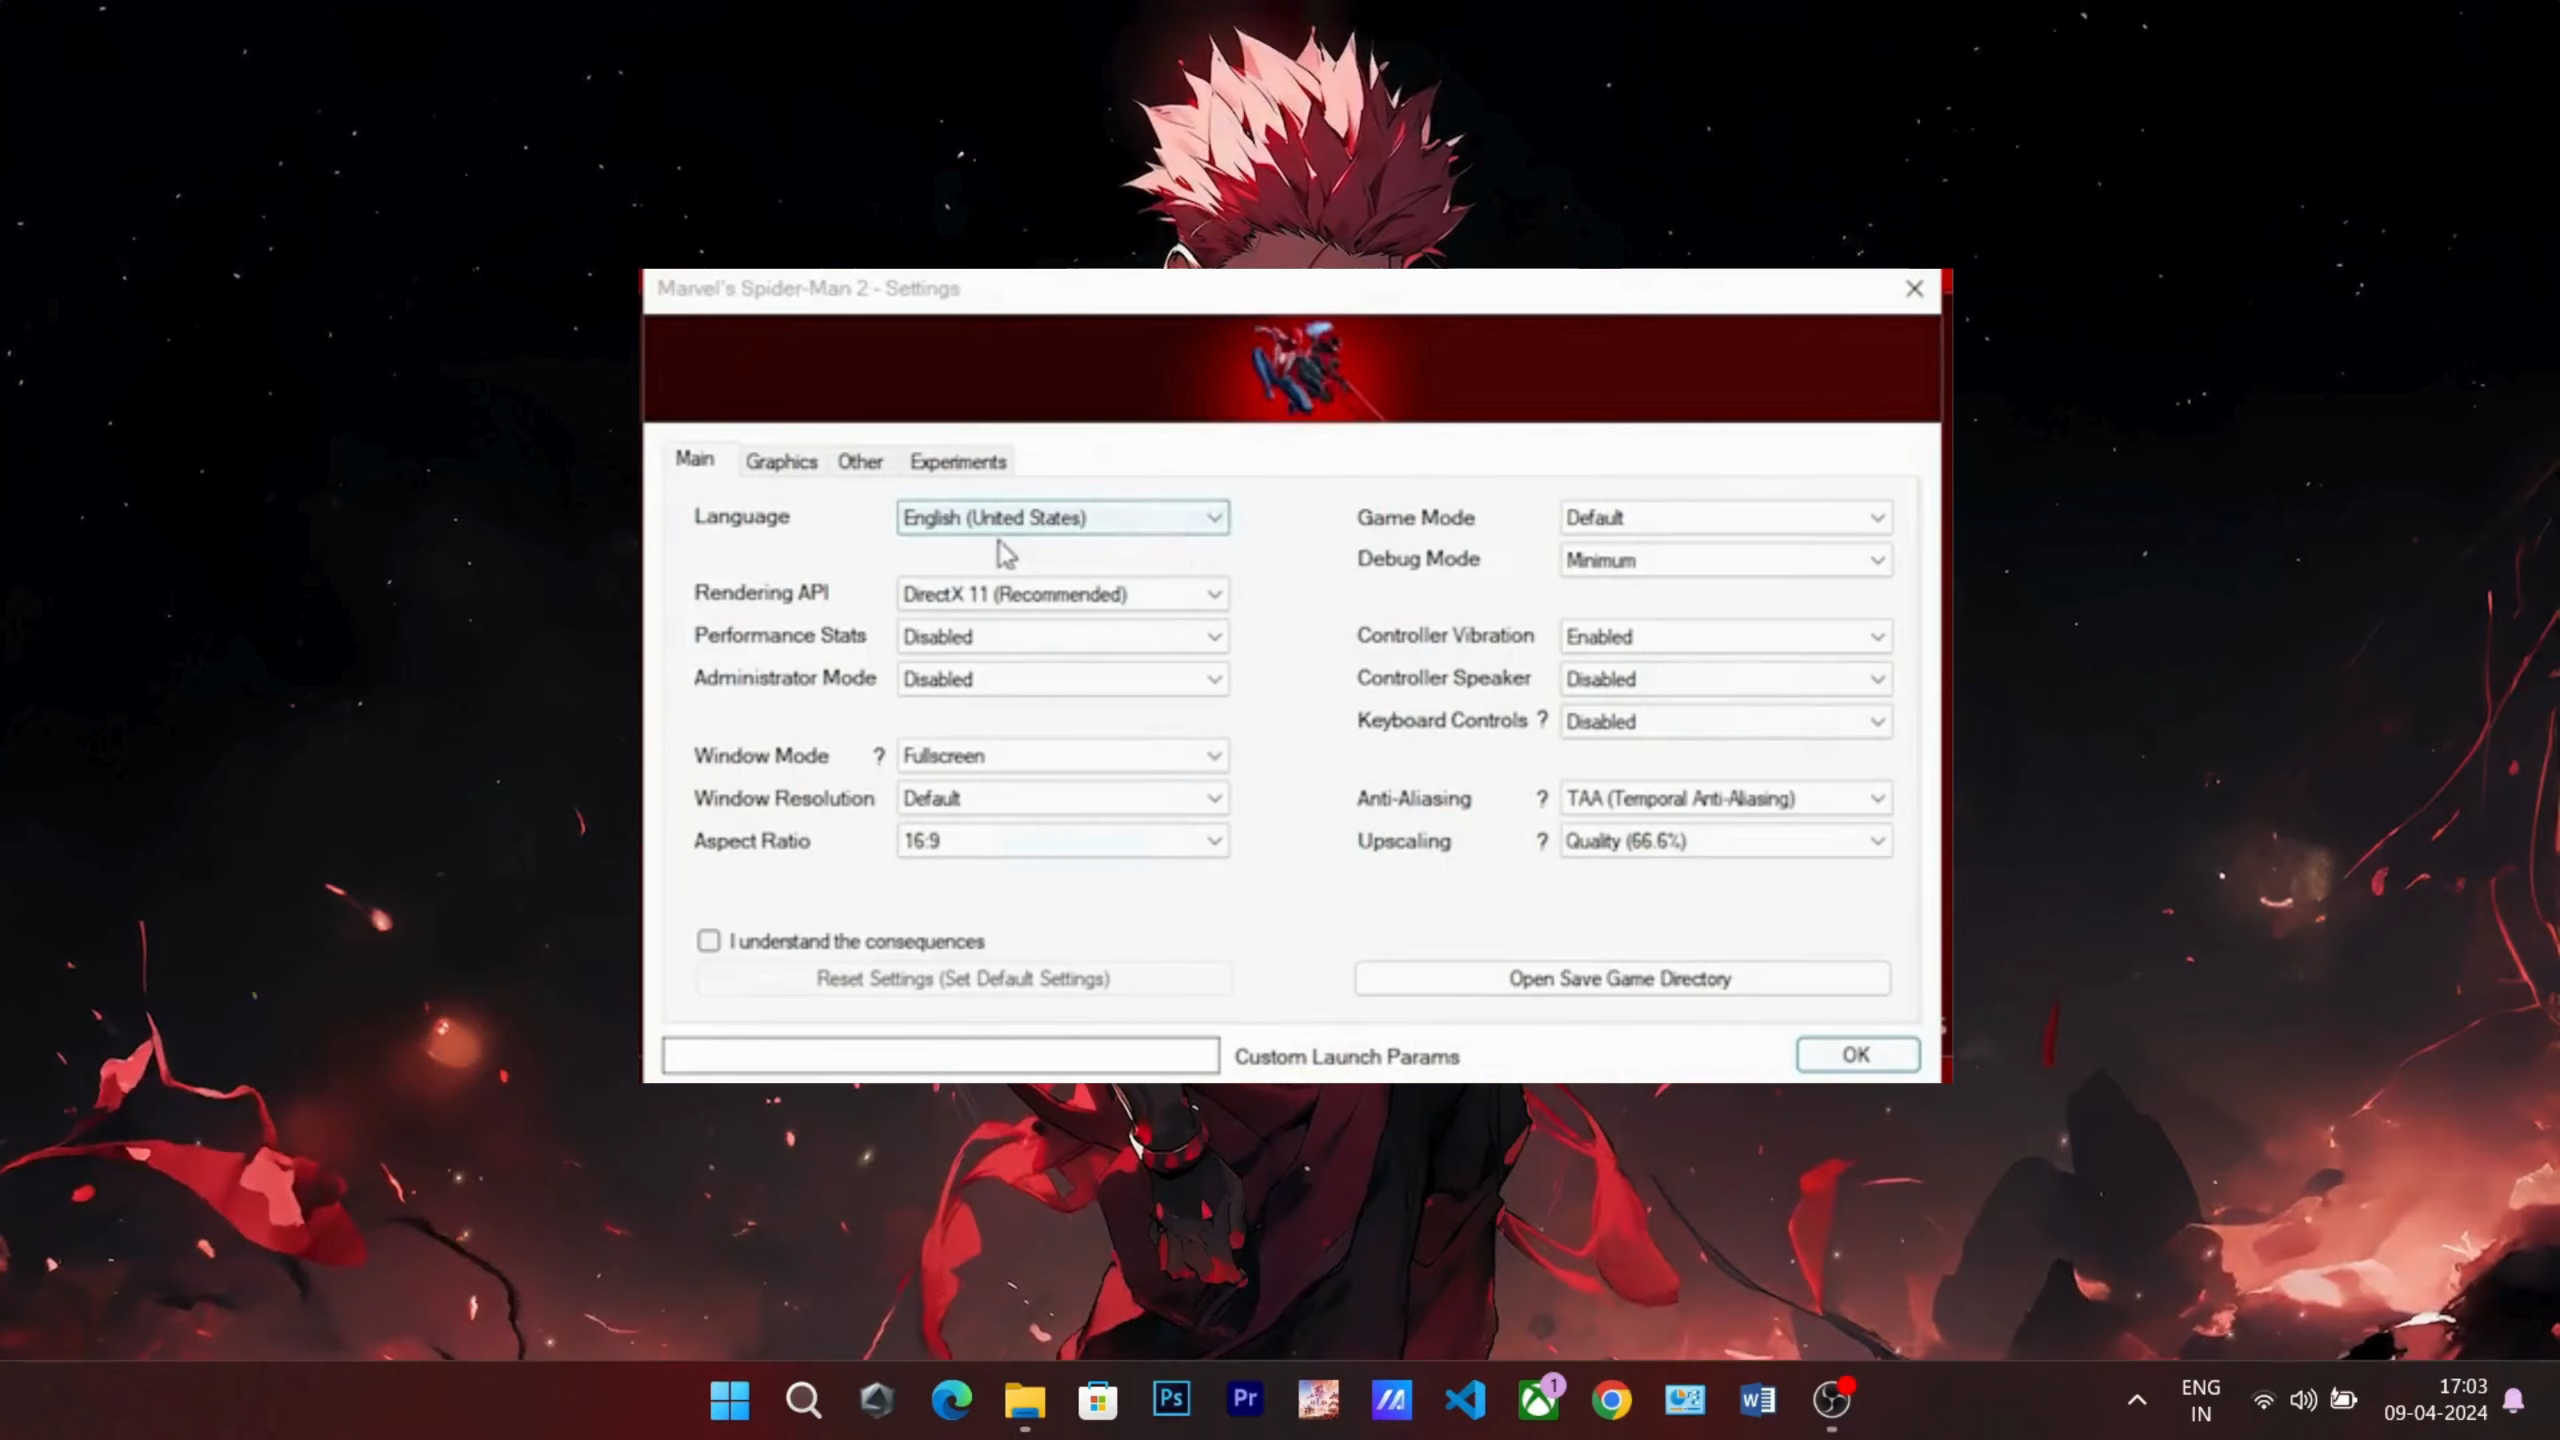 Marvel's Spider-Man 2 - Settings
Main Graphics Other Experiments
Language English (United States)
Rendering API DirectX 11 (Recommended)
Performance Stats Disabled
Administrator Mode Disabled
Window Mode ? Fullscreen
Window Resolution Default
Aspect Ratio 16:9
Game Mode Default
Debug Mode Minimum
Controller Vibration Enabled
Controller Speaker Disabled
Keyboard Controls ? Disabled
Anti-Aliasing ? TAA (Temporal Anti-Aliasing)
Upscaling ? Quality (66.6%)
I understand the consequences
Reset Settings (Set Default Settings)
Open Save Game Directory
Custom Launch Params
OK
Ps
Pr
1
W
ENG
IN
17:03
09-04-2024